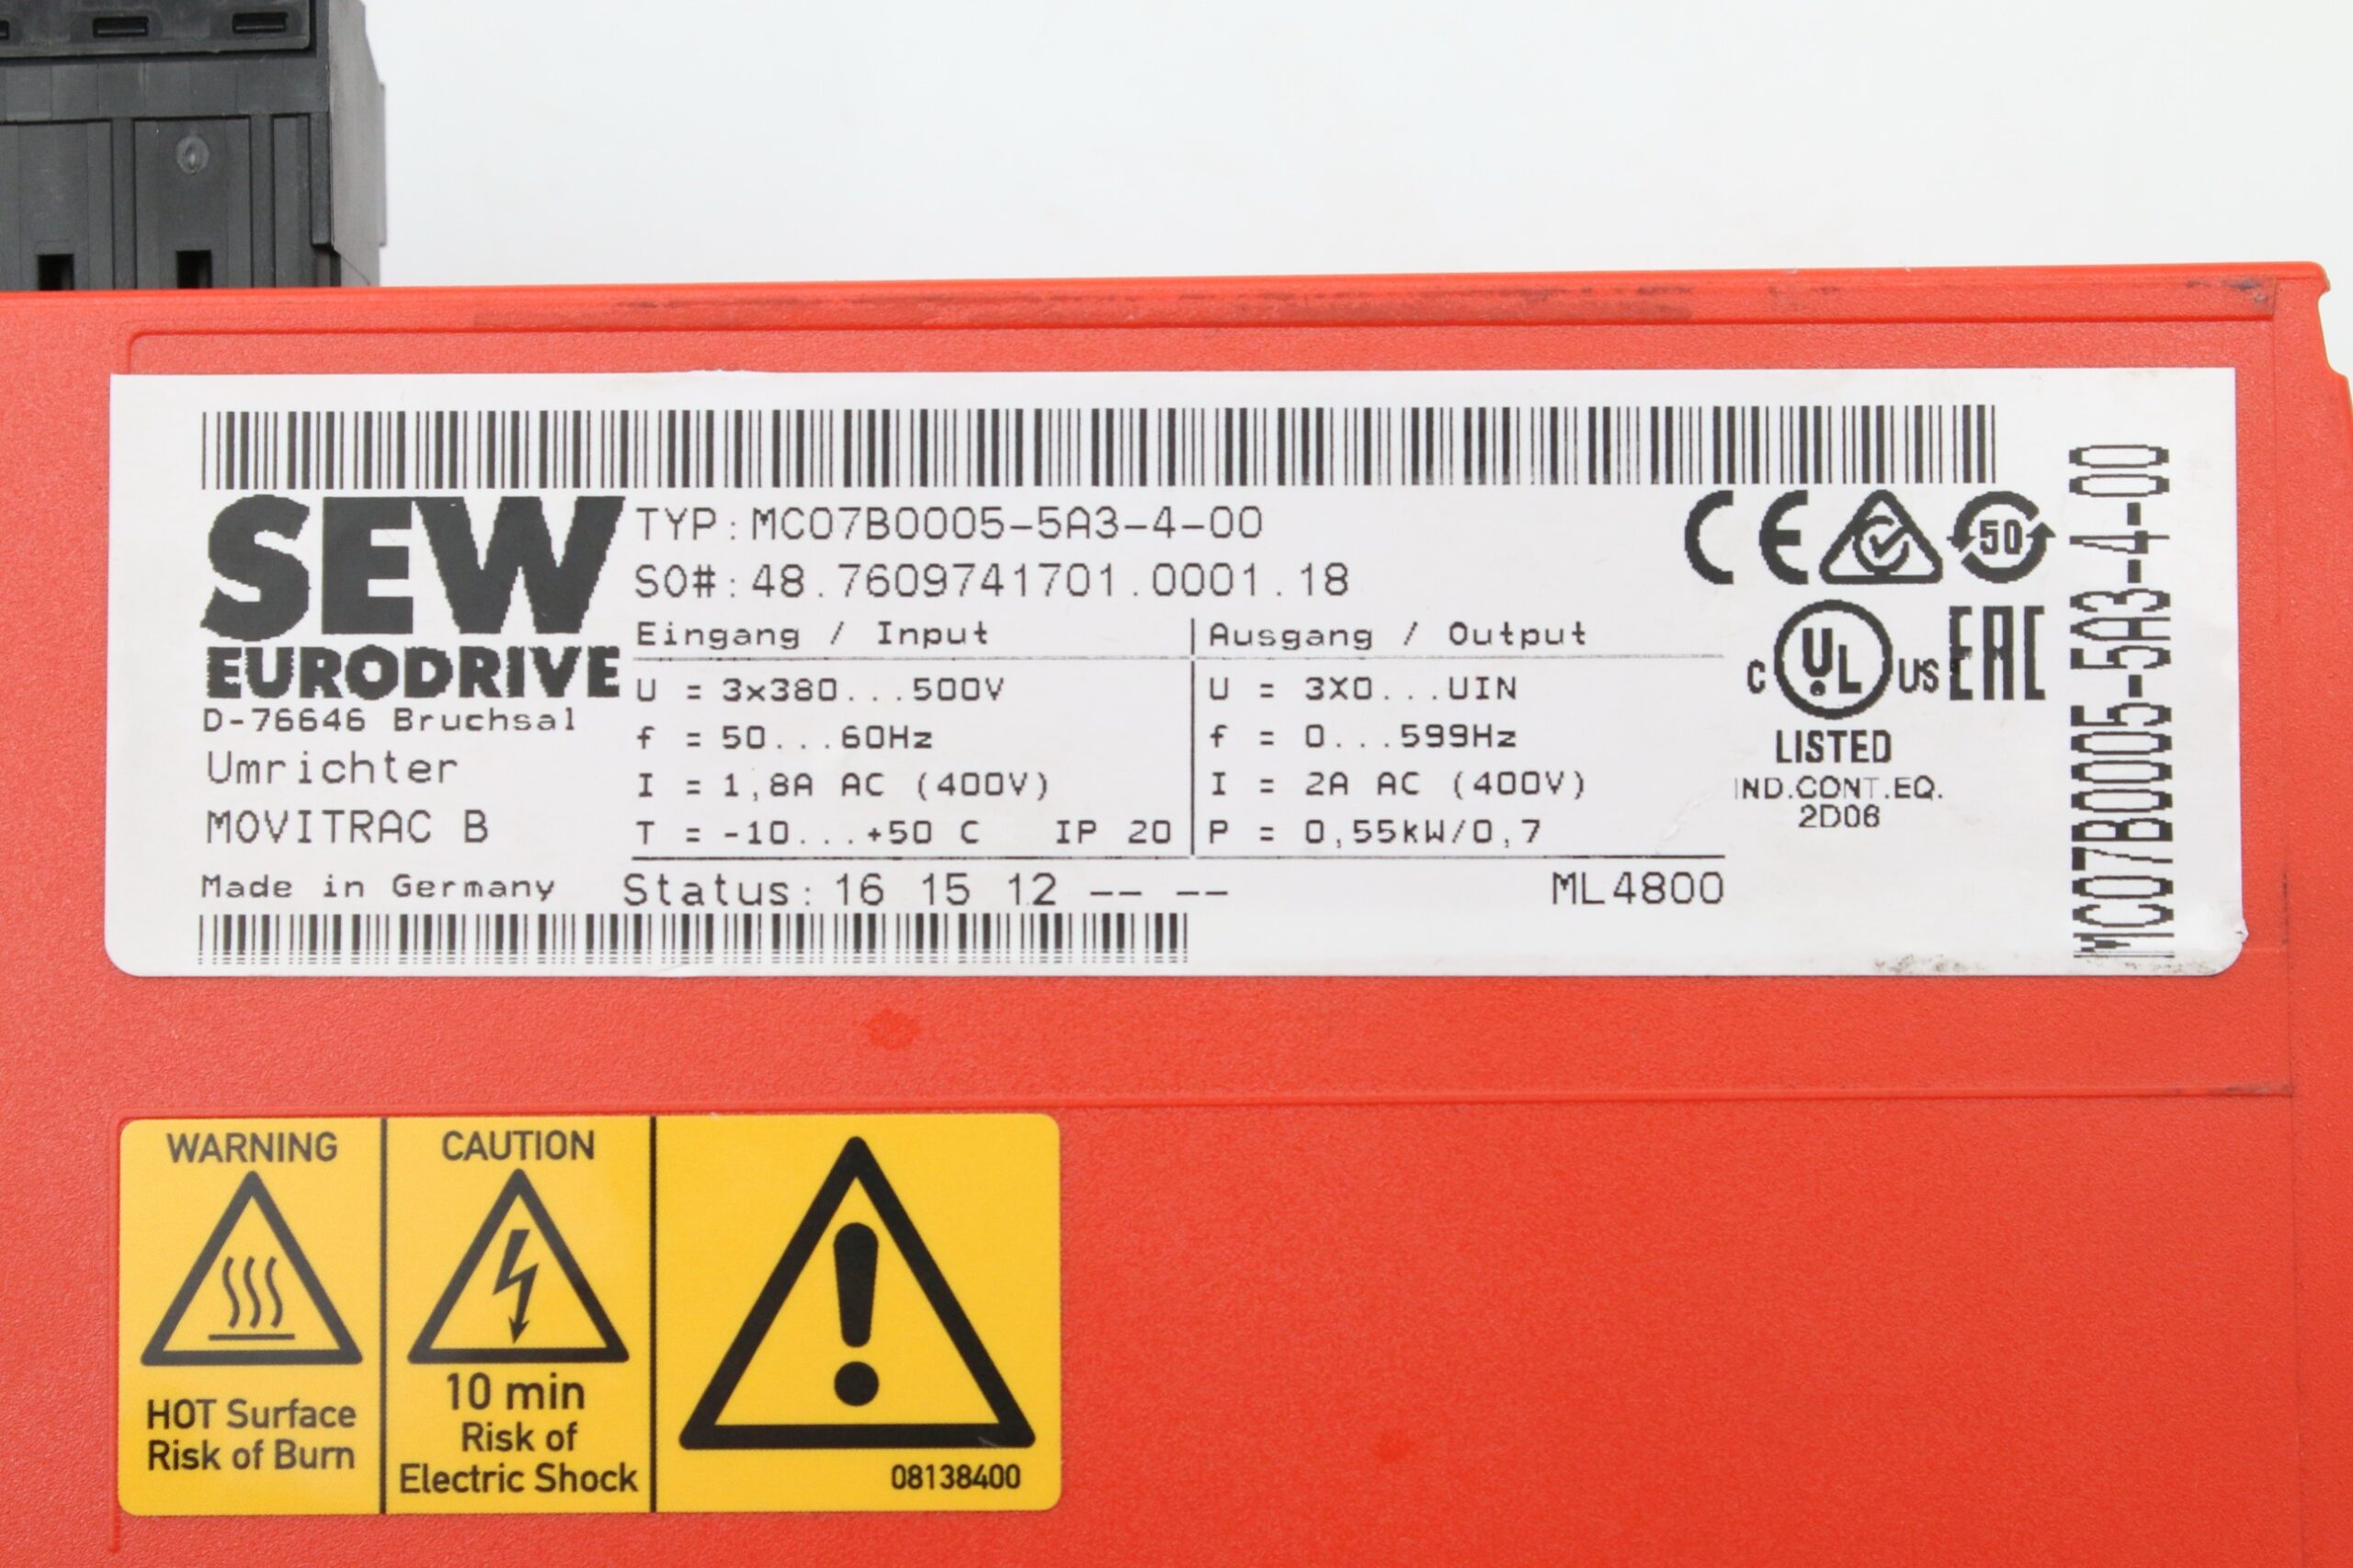 SEW
EURODRIVE
D-76646 Bruchsal
Umrichter
MOVITRAC B
Made in Germany
TYP: MC07B0005-5A3-4-00
SO#: 48.7609741701.0001.18
Eingang / Input
U = 3x380...500V
f = 50...60Hz
I = 1,8A AC (400V)
T = -10...+50 C IP 20
Ausgang / Output
U = 3X0...UIN
f = 0...599Hz
I = 2A AC (400V)
P = 0,55kW/0,7
Status: 16 15 12 -- --
ML4800
CE
50
C UL US
EAC
LISTED
IND.CONT.EQ.
2D06
MC07B0005-5A3-4-00
WARNING
HOT Surface
Risk of Burn
CAUTION
10 min
Risk of
Electric Shock
08138400